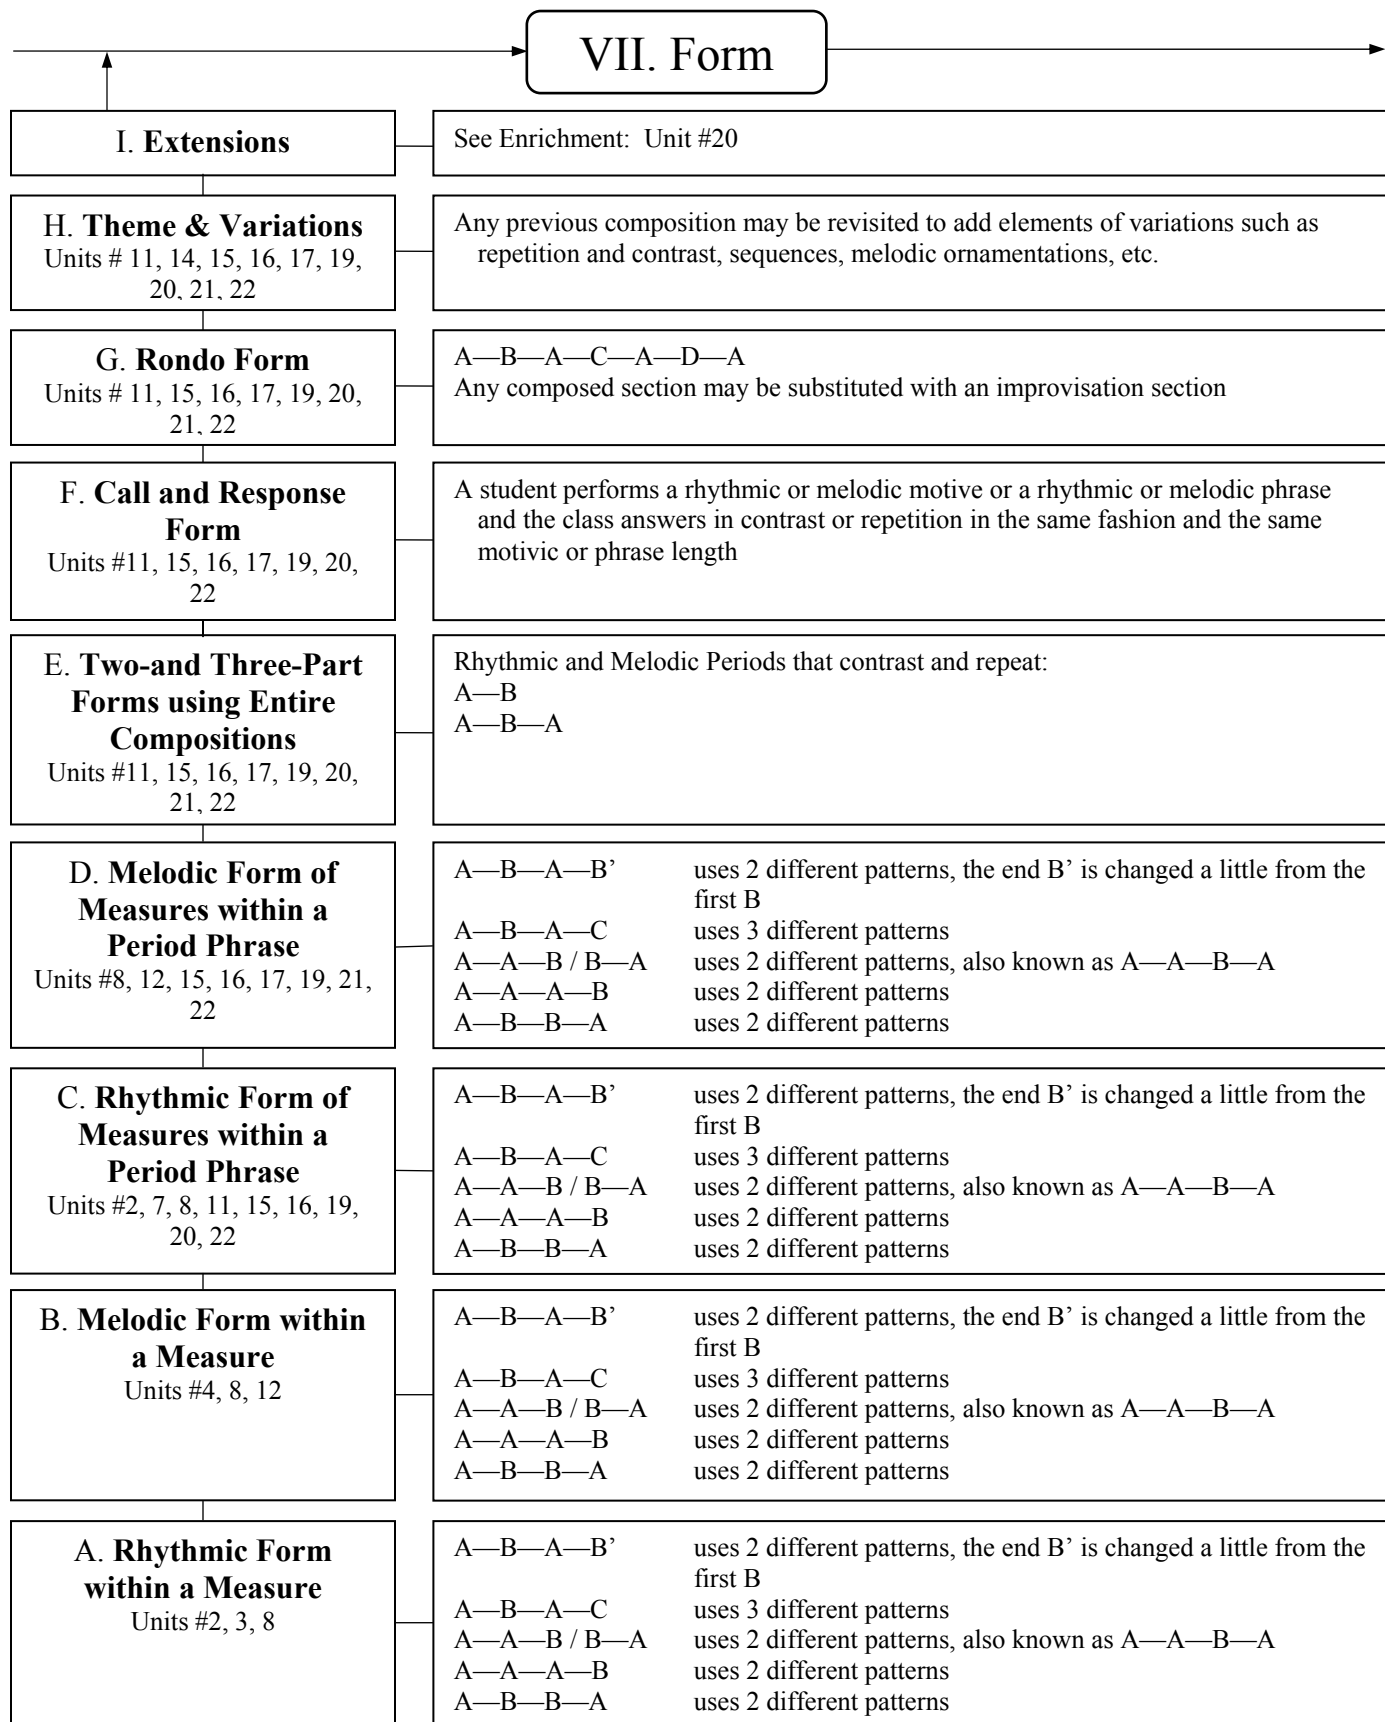 VII. Form
I. Extensions
See Enrichment:  Unit #20
H. Theme & Variations
Units # 11, 14, 15, 16, 17, 19,
20, 21, 22
Any previous composition may be revisited to add elements of variations such as
repetition and contrast, sequences, melodic ornamentations, etc.
G. Rondo Form
Units # 11, 15, 16, 17, 19, 20,
21, 22
A—B—A—C—A—D—A
Any composed section may be substituted with an improvisation section
F. Call and Response
Form
Units #11, 15, 16, 17, 19, 20,
22
A student performs a rhythmic or melodic motive or a rhythmic or melodic phrase
and the class answers in contrast or repetition in the same fashion and the same
motivic or phrase length
E. Two-and Three-Part
Forms using Entire
Compositions
Units #11, 15, 16, 17, 19, 20,
21, 22
Rhythmic and Melodic Periods that contrast and repeat:
A—B
A—B—A
D. Melodic Form of
Measures within a
Period Phrase
Units #8, 12, 15, 16, 17, 19, 21,
22
A—B—A—B’ uses 2 different patterns, the end B’ is changed a little from the
first B
A—B—A—C uses 3 different patterns
A—A—B / B—A uses 2 different patterns, also known as A—A—B—A
A—A—A—B uses 2 different patterns
A—B—B—A uses 2 different patterns
C. Rhythmic Form of
Measures within a
Period Phrase
Units #2, 7, 8, 11, 15, 16, 19,
20, 22
A—B—A—B’ uses 2 different patterns, the end B’ is changed a little from the
first B
A—B—A—C uses 3 different patterns
A—A—B / B—A uses 2 different patterns, also known as A—A—B—A
A—A—A—B uses 2 different patterns
A—B—B—A uses 2 different patterns
B. Melodic Form within
a Measure
Units #4, 8, 12
A—B—A—B’ uses 2 different patterns, the end B’ is changed a little from the
first B
A—B—A—C uses 3 different patterns
A—A—B / B—A uses 2 different patterns, also known as A—A—B—A
A—A—A—B uses 2 different patterns
A—B—B—A uses 2 different patterns
A. Rhythmic Form
within a Measure
Units #2, 3, 8
A—B—A—B’ uses 2 different patterns, the end B’ is changed a little from the
first B
A—B—A—C uses 3 different patterns
A—A—B / B—A uses 2 different patterns, also known as A—A—B—A
A—A—A—B uses 2 different patterns
A—B—B—A uses 2 different patterns